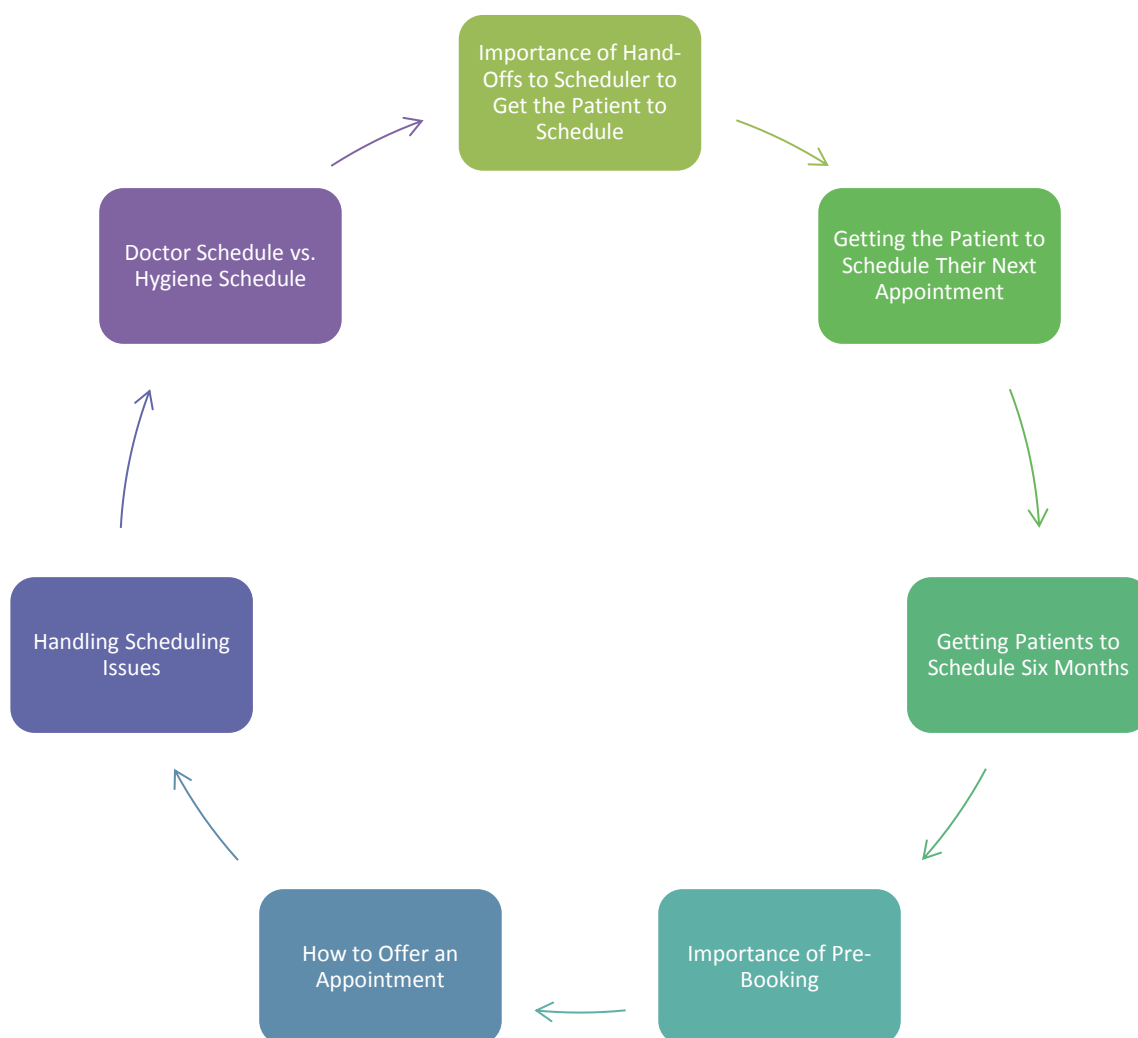 Importance of Hand-
Offs to Scheduler to
Get the Patient to
Schedule
Getting the Patient to
Schedule Their Next
Appointment
Getting Patients to
Schedule Six Months
Importance of Pre-
Booking
How to Offer an
Appointment
Handling Scheduling
Issues
Doctor Schedule vs.
Hygiene Schedule